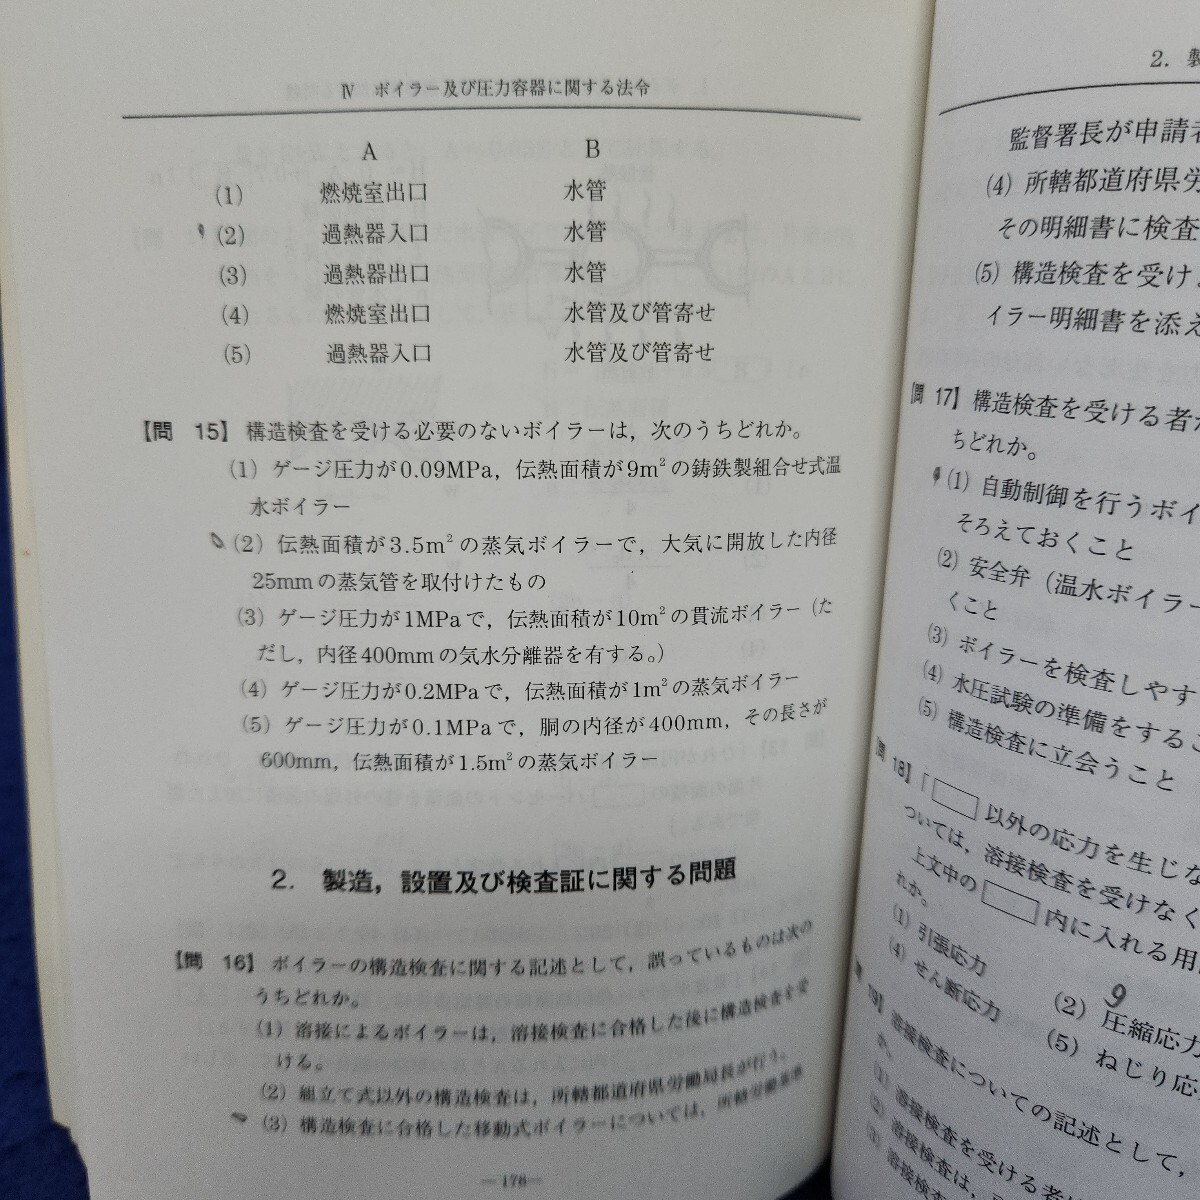 Ⅳ　ボイラー及び圧力容器に関する法令
A　B
(1)　燃焼室出口　水管
(2)　過熱器入口　水管
(3)　過熱器出口　水管
(4)　燃焼室出口　水管及び管寄せ
(5)　過熱器入口　水管及び管寄せ
【問　15】構造検査を受ける必要のないボイラーは，次のうちどれか。
(1) ゲージ圧力が0.09MPa，伝熱面積が9m²の鋳鉄製組合せ式温
水ボイラー
(2) 伝熱面積が3.5m²の蒸気ボイラーで，大気に開放した内径
25mmの蒸気管を取付けたもの
(3) ゲージ圧力が1MPaで，伝熱面積が10m²の貫流ボイラー（た
だし，内径400mmの気水分離器を有する。）
(4) ゲージ圧力が0.2MPaで，伝熱面積が1m²の蒸気ボイラー
(5) ゲージ圧力が0.1MPaで，胴の内径が400mm，その長さが
600mm，伝熱面積が1.5m²の蒸気ボイラー
2．製造，設置及び検査証に関する問題
【問　16】ボイラーの構造検査に関する記述として，誤っているものは次の
うちどれか。
(1) 溶接によるボイラーは，溶接検査に合格した後に構造検査を受
ける。
(2) 組立て式以外の構造検査は，所轄都道府県労働局長が行う。
(3) 構造検査に合格した移動式ボイラーについては，所轄労働基準
―178―
2．製
監督署長が申請者
(4) 所轄都道府県労
その明細書に検査
(5) 構造検査を受け
イラー明細書を添え
【問　17】構造検査を受ける者が
ちどれか。
(1) 自動制御を行うボイ
そろえておくこと
(2) 安全弁（温水ボイラー
くこと
(3) ボイラーを検査しやす
(4) 水圧試験の準備をするこ
(5) 構造検査に立会うこと
問　18】「　　以外の応力を生じな
ついては，溶接検査を受けなく
上文中の　　内に入れる用
れか。
(1) 引張応力　(2) 圧縮応力
(4) せん断応力　(5) ねじり応
9
19】溶接検査についての記述として，
か。
(1) 溶接検査を受ける者
(2) 溶接検査は，
(3) 溶接検査